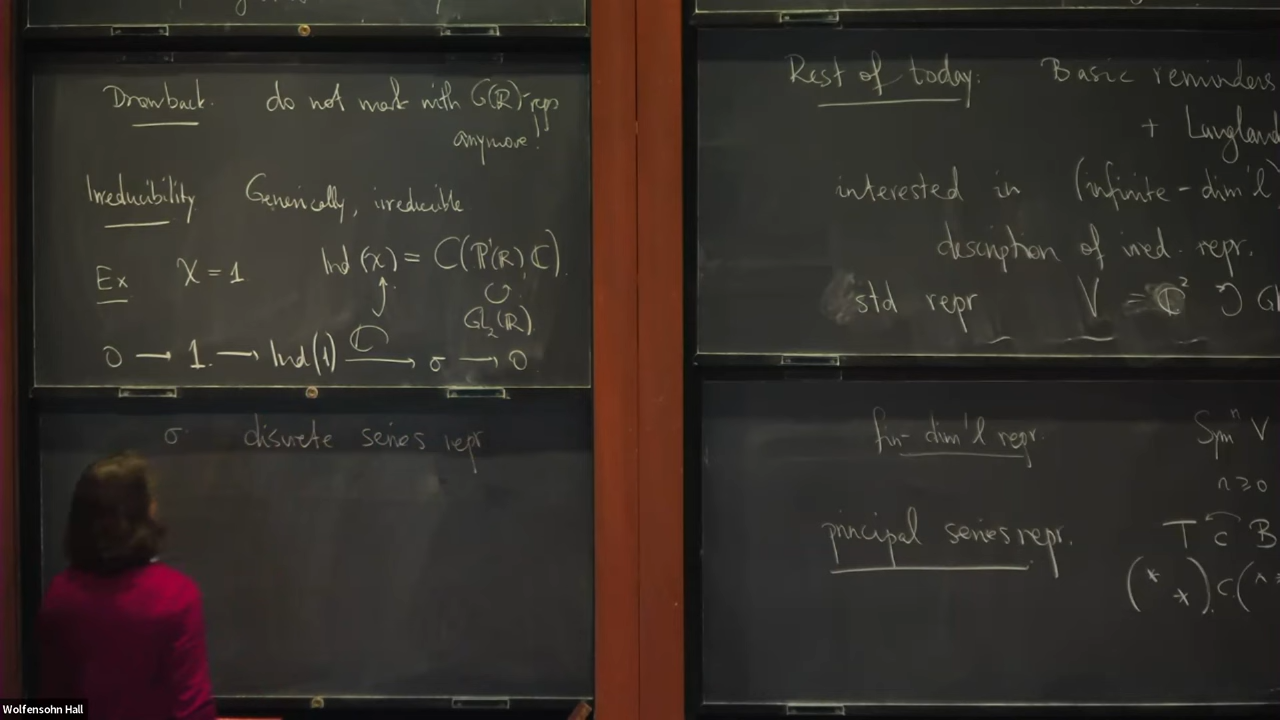 Drawback. do not work with G(ℝ)-reps
anymore!
Irreducibility Generically, irreducible
Ex χ = 1 Ind(χ) = C(ℙ¹(ℝ), ℂ).
GL₂(ℝ).
0 → 1 → Ind(1) → σ → 0
σ discrete series repr
Rest of today: Basic reminders
+ Langland
interested in (infinite-dim'l)
description of irred. repr.
std repr V = ℂ² ↻ GL
fin-dim'l repr. Symⁿ V
n ≥ 0
principal series repr. T ⊂ B
(* *) ⊂ (*
Wolfensohn Hall